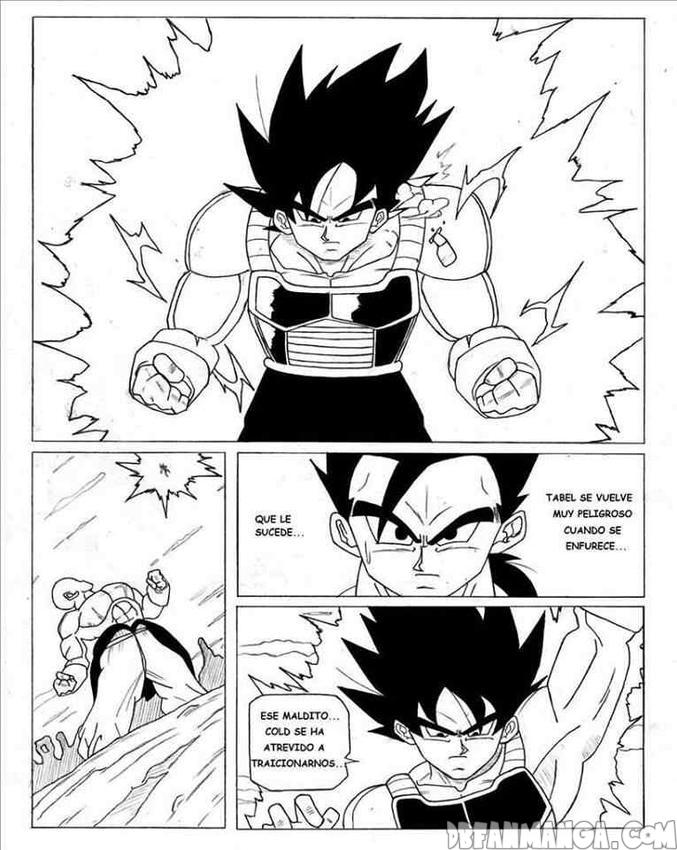 QUE LE
SUCEDE...
TABEL SE VUELVE
MUY PELIGROSO
CUANDO SE
ENFURECE...
ESE MALDITO...
COLD SE HA
ATREVIDO A
TRAICIONARNOS...
DBFANMANGA.COM